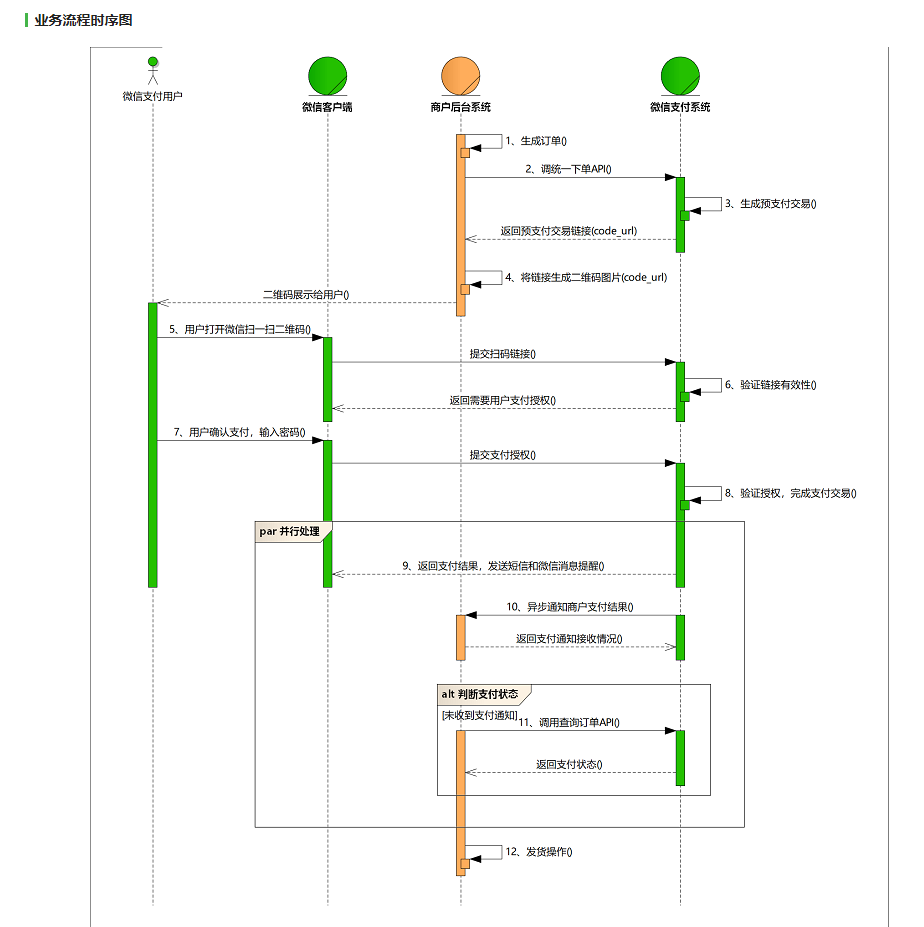 业务流程时序图
微信支付用户
微信客户端
商户后台系统
微信支付系统
1、生成订单()
2、调统一下单API()
3、生成预支付交易()
返回预支付交易链接(code_url)
4、将链接生成二维码图片(code_url)
二维码展示给用户()
5、用户打开微信扫一扫二维码()
提交扫码链接()
6、验证链接有效性()
返回需要用户支付授权()
7、用户确认支付，输入密码()
提交支付授权()
8、验证授权，完成支付交易()
par 并行处理
9、返回支付结果，发送短信和微信消息提醒()
10、异步通知商户支付结果()
返回支付通知接收情况()
alt 判断支付状态
[未收到支付通知]
11、调用查询订单API()
返回支付状态()
12、发货操作()